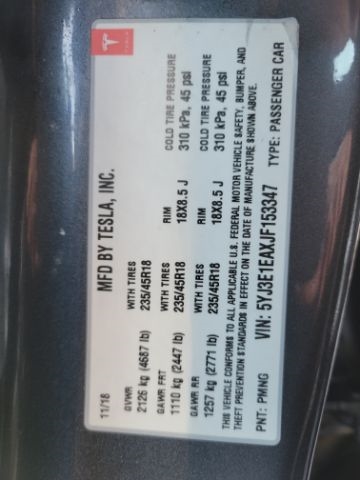 TESLA
MFD BY TESLA, INC.
11/18
GVWR
2126 kg (4687 lb)
WITH TIRES
235/45R18
GAWR FRT
1110 kg (2447 lb)
WITH TIRES
235/45R18
RIM
18X8.5 J
COLD TIRE PRESSURE
310 kPa, 45 psi
GAWR RR
1257 kg (2771 lb)
WITH TIRES
235/45R18
RIM
18X8.5 J
COLD TIRE PRESSURE
310 kPa, 45 psi
THIS VEHICLE CONFORMS TO ALL APPLICABLE U.S. FEDERAL MOTOR VEHICLE SAFETY, BUMPER, AND
THEFT PREVENTION STANDARDS IN EFFECT ON THE DATE OF MANUFACTURE SHOWN ABOVE.
PNT: PMNG VIN: 5YJ3E1EAXJF153347 TYPE: PASSENGER CAR